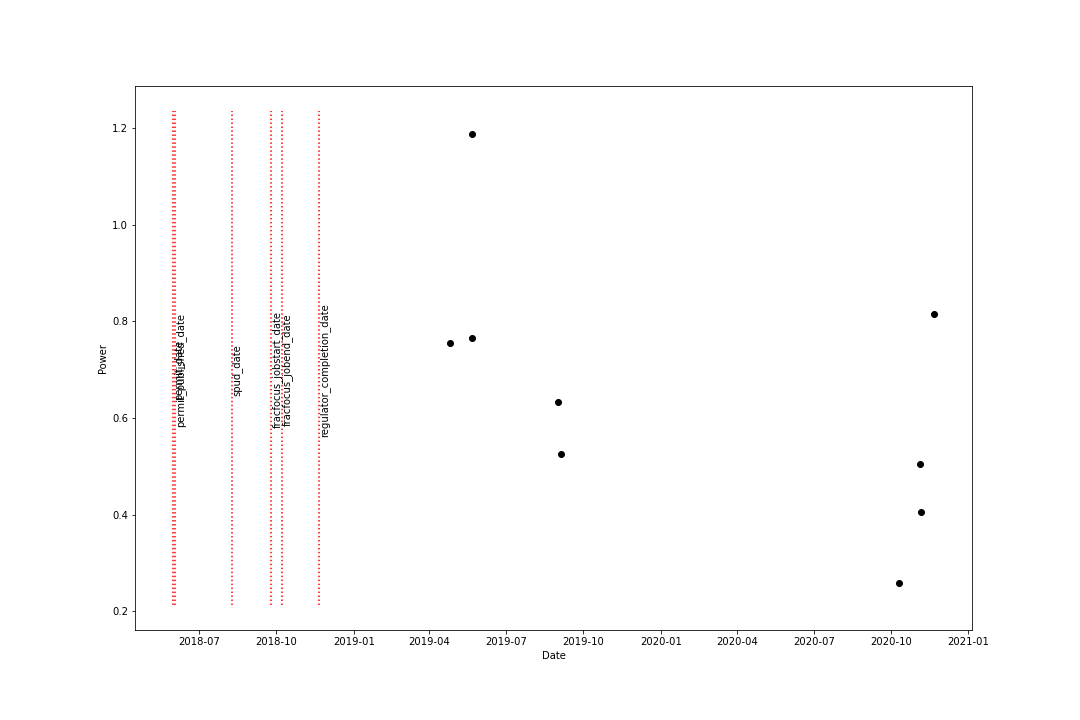 1.2
1.0
0.8
0.6
0.4
0.2
Power
permit_published_date
permit_date
spud_date
fracfocus_jobstart_date
fracfocus_jobend_date
regulator_completion_date
2018-07 2018-10 2019-01 2019-04 2019-07 2019-10 2020-01 2020-04 2020-07 2020-10 2021-01
Date